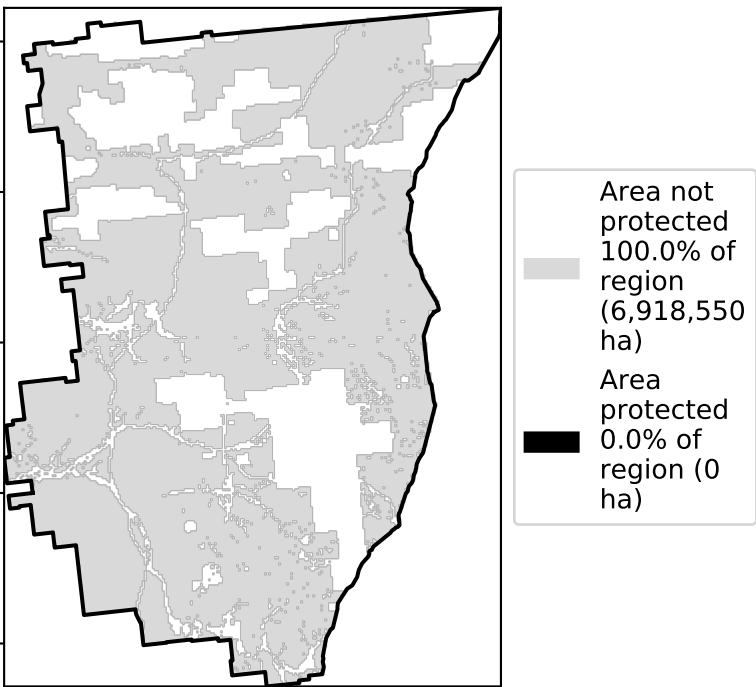 Area not
protected
100.0% of
region
(6,918,550
ha)
Area
protected
0.0% of
region (0
ha)